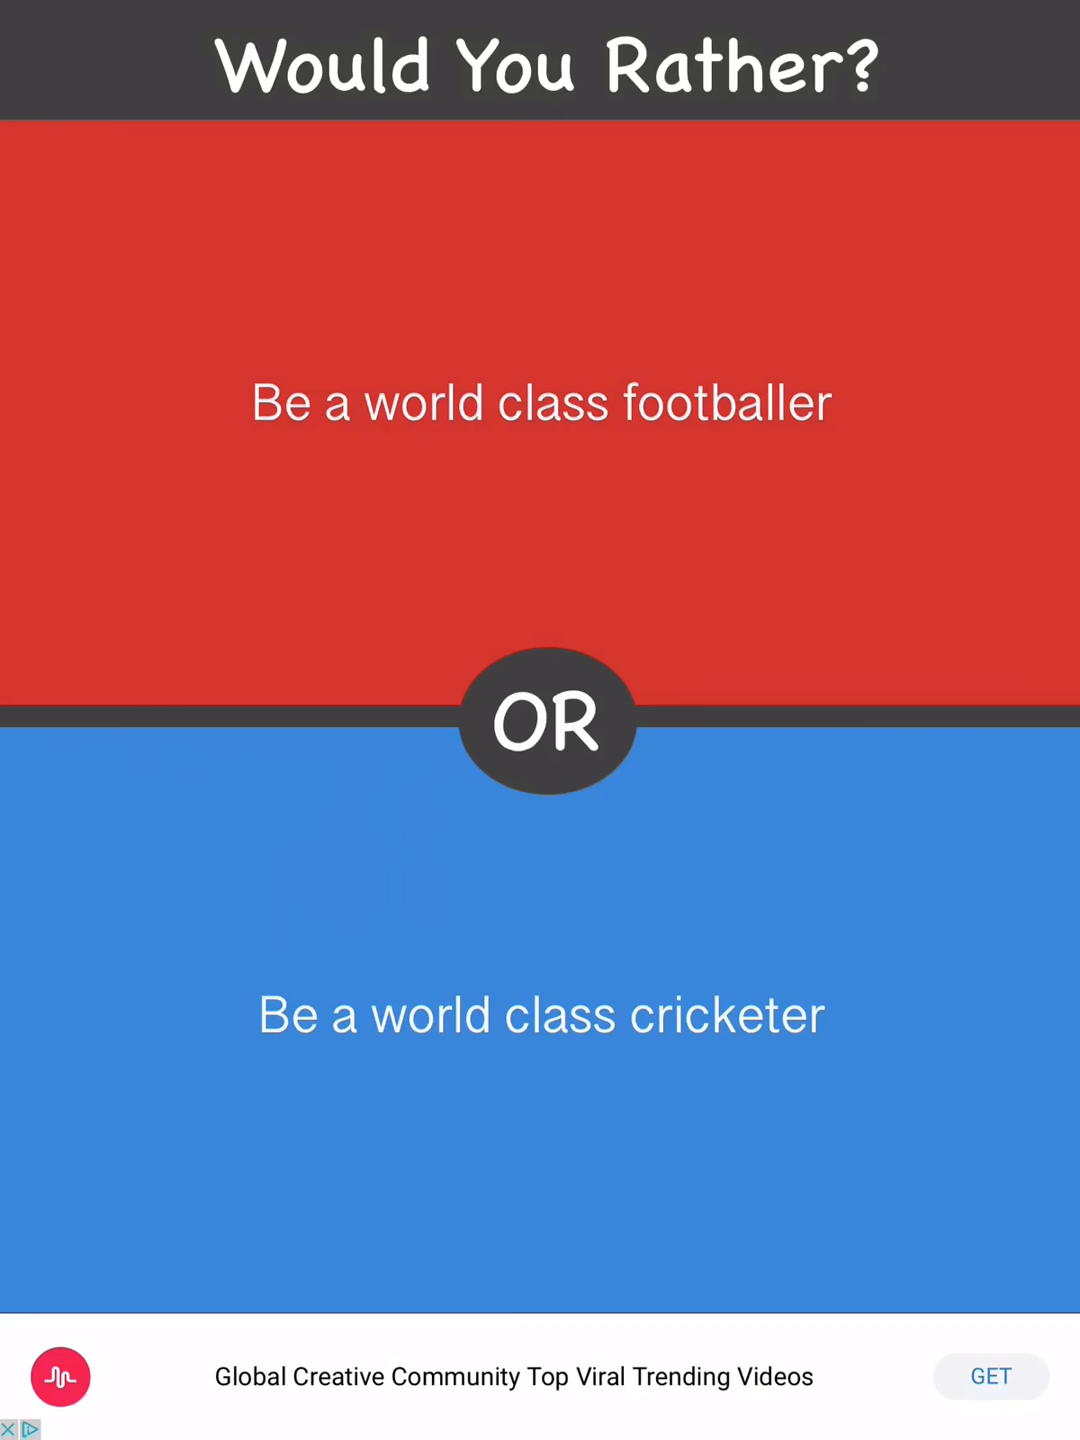 Would You Rather?
Be a world class footballer
OR
Be a world class cricketer
Global Creative Community Top Viral Trending Videos
GET